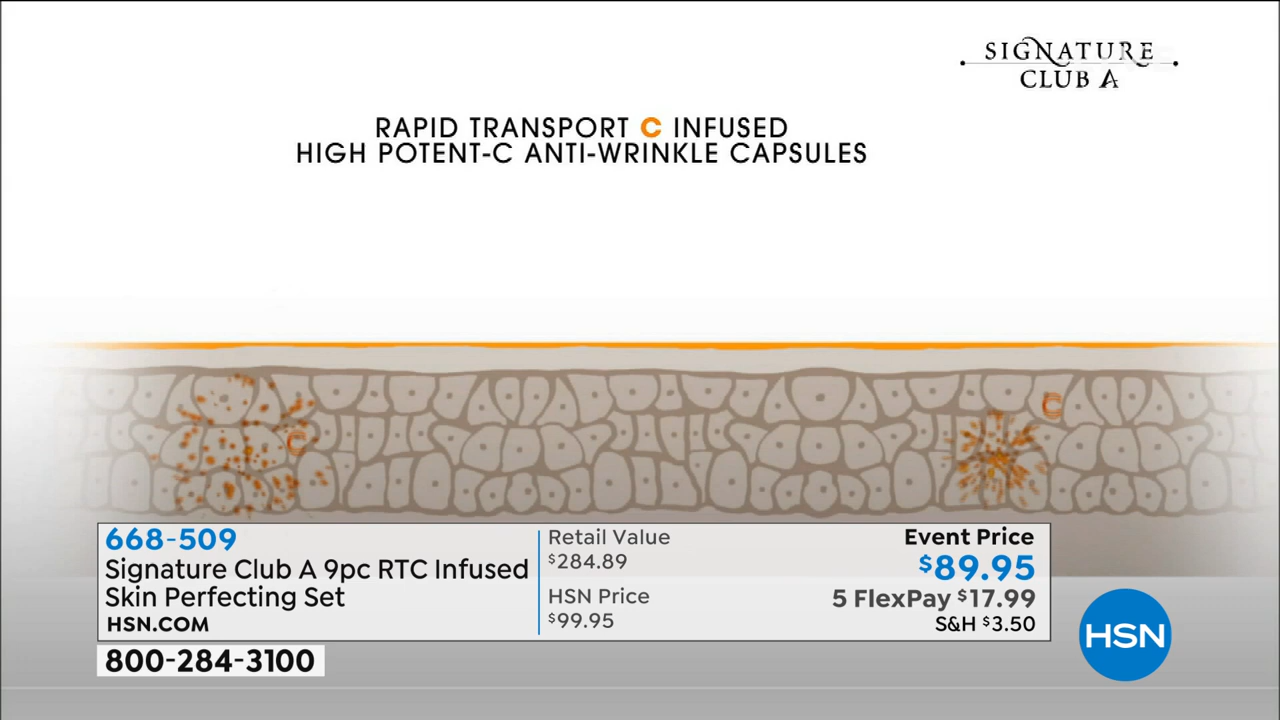 SIGNATURE
CLUB A
RAPID TRANSPORT C INFUSED
HIGH POTENT-C ANTI-WRINKLE CAPSULES
C
C
668-509
Signature Club A 9pc RTC Infused
Skin Perfecting Set
HSN.COM
Retail Value
$284.89
HSN Price
$99.95
Event Price
$89.95
5 FlexPay $17.99
S&H $3.50
800-284-3100
HSN